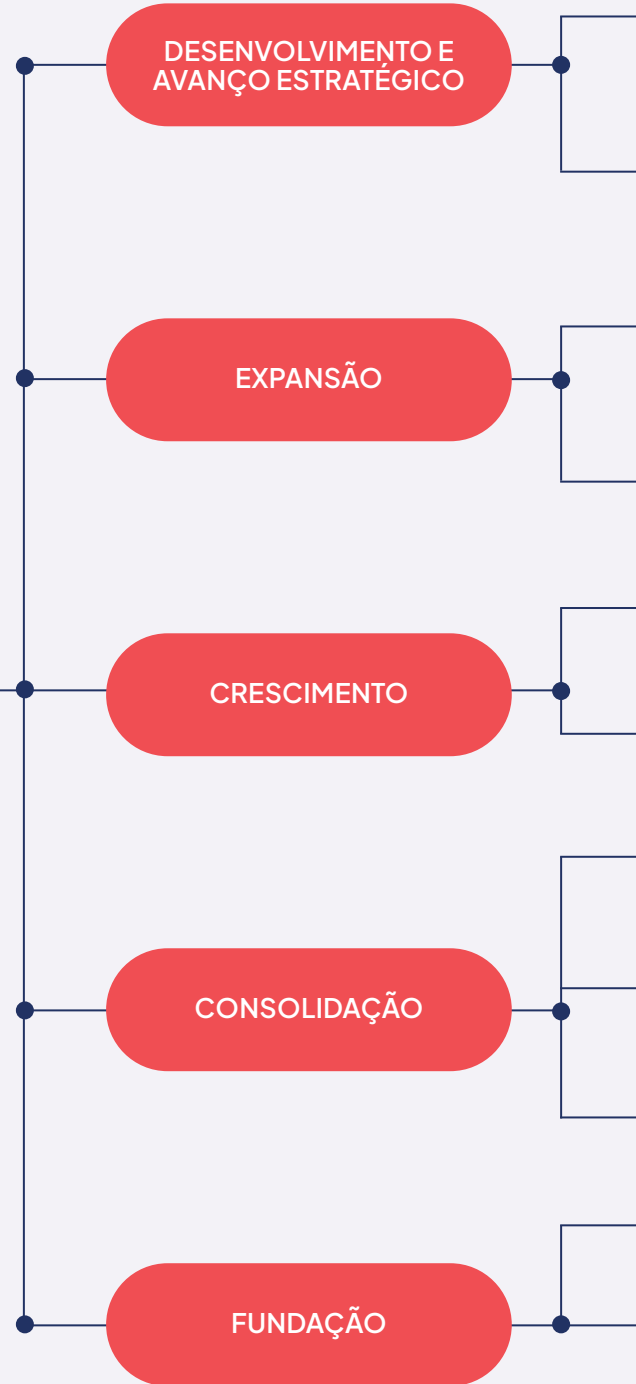 DESENVOLVIMENTO E
AVANÇO ESTRATÉGICO
EXPANSÃO
CRESCIMENTO
CONSOLIDAÇÃO
FUNDAÇÃO